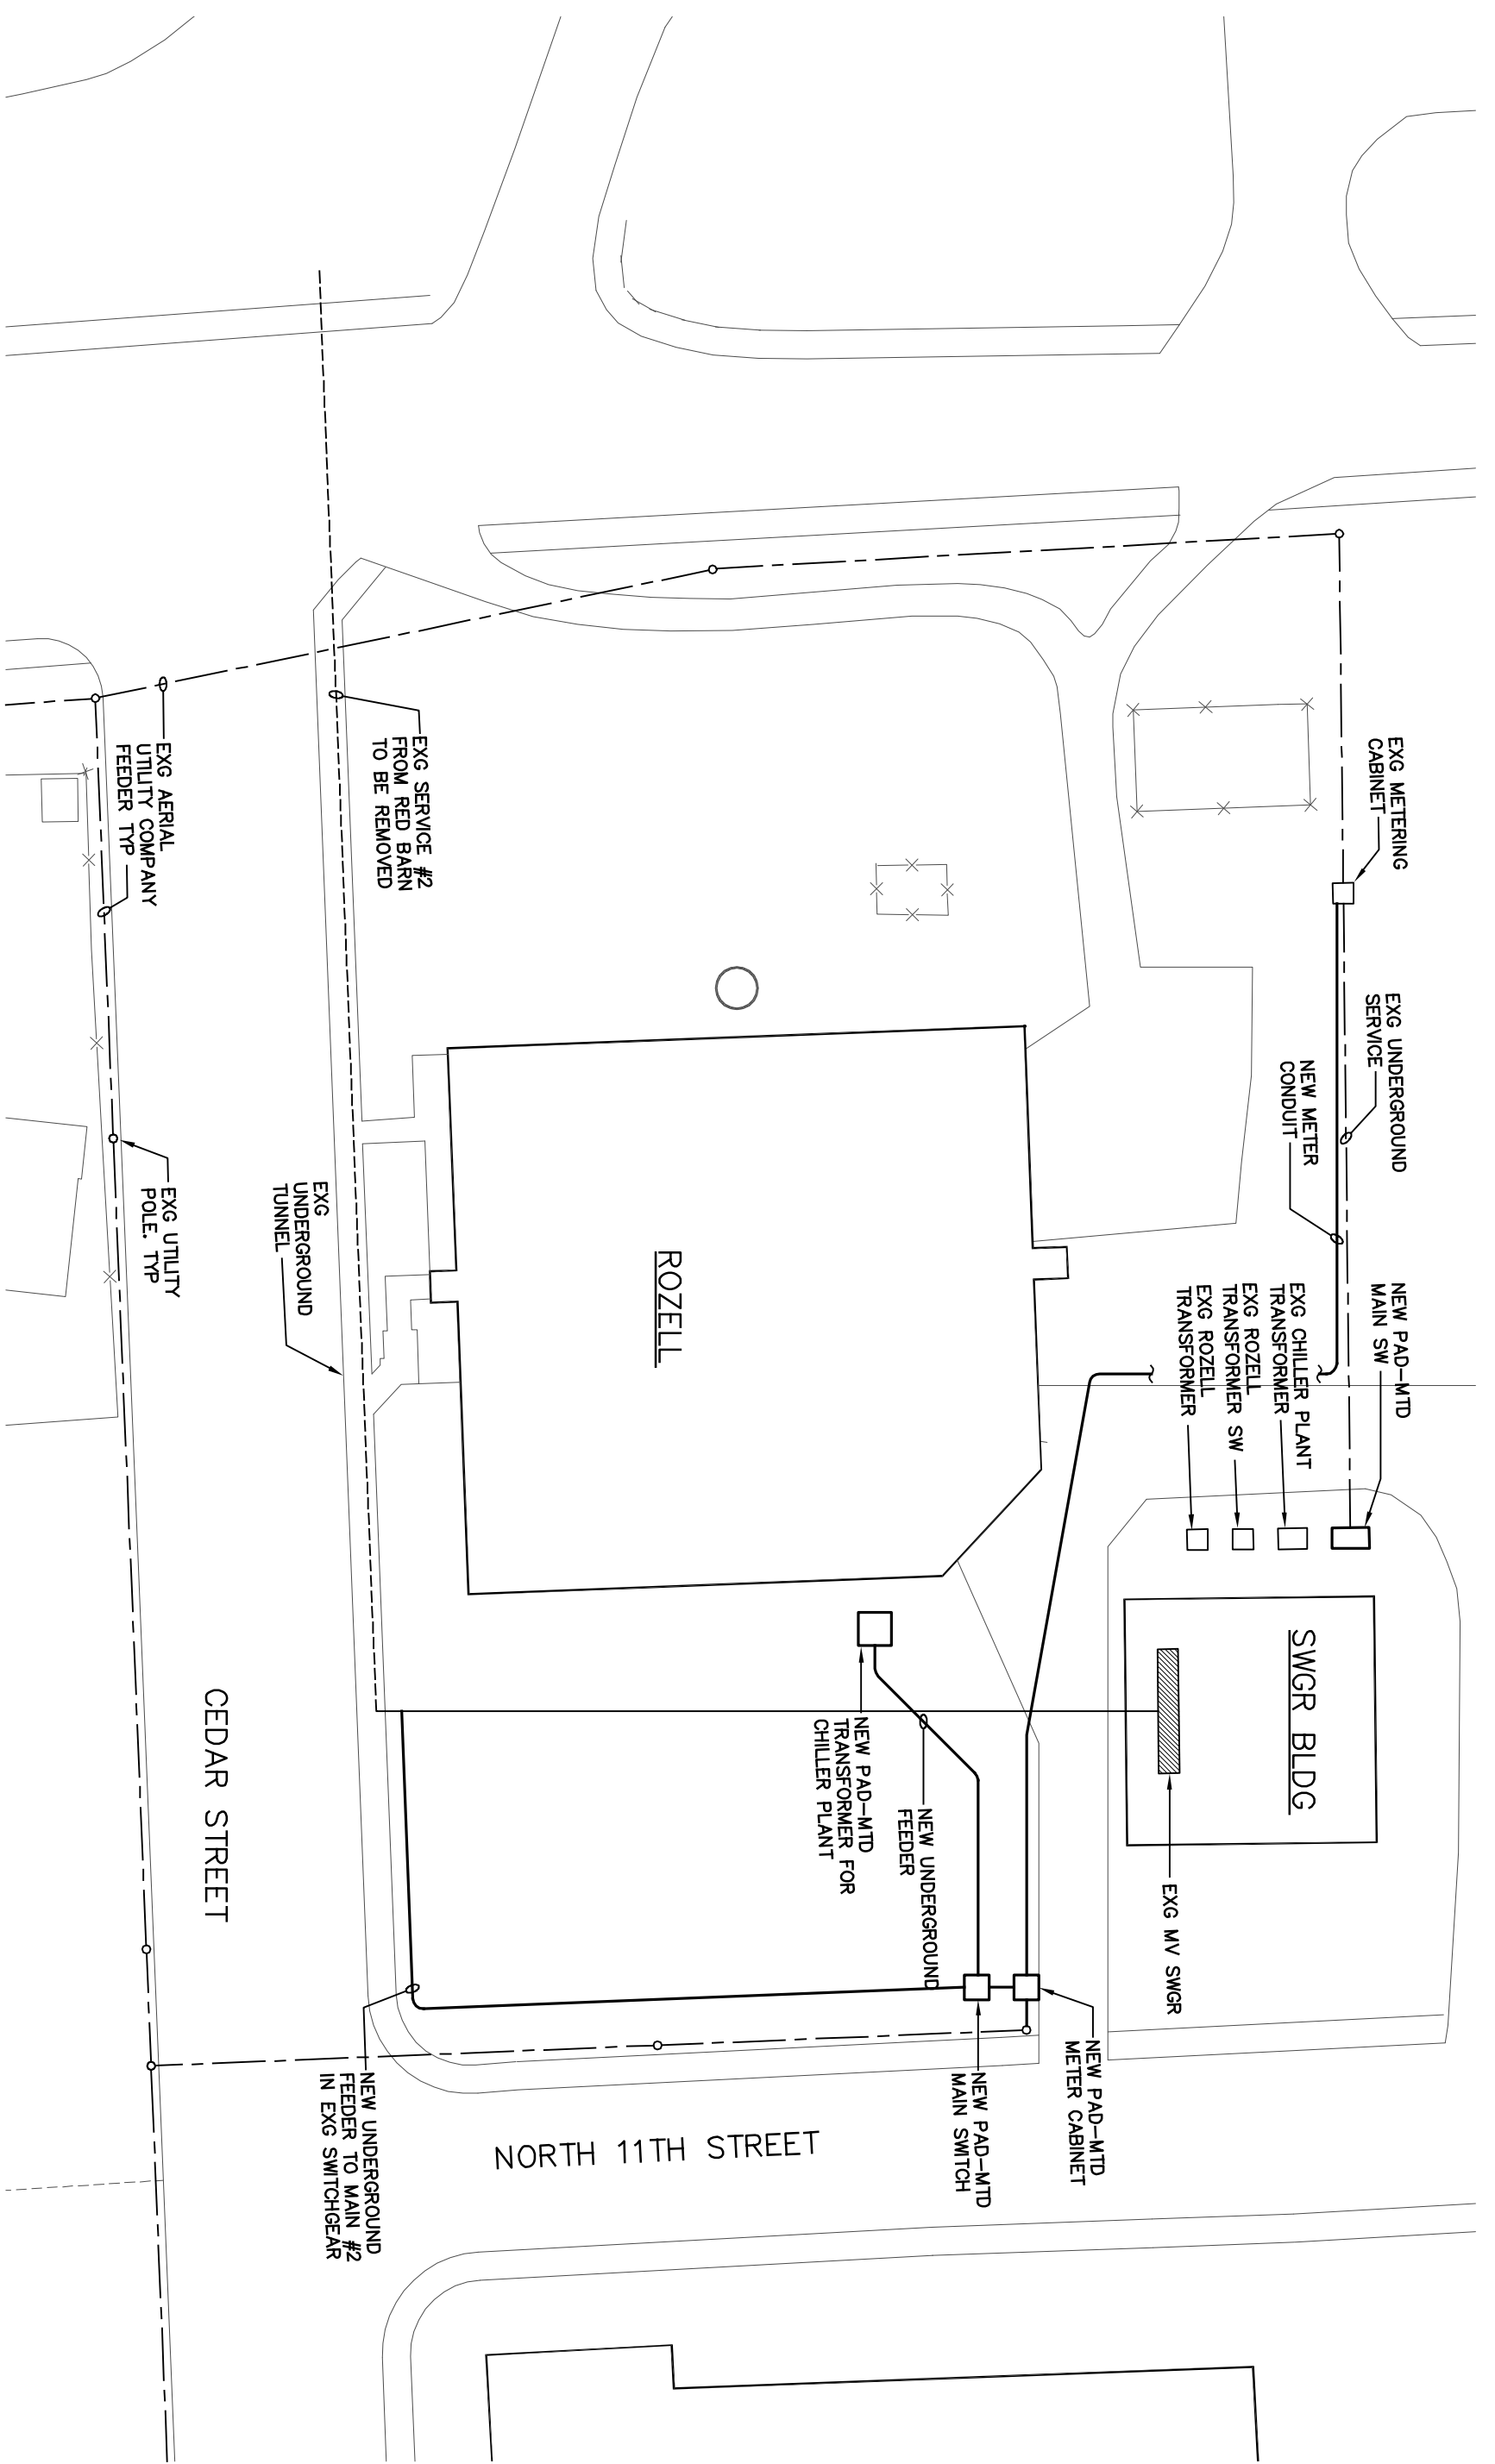 EXG METERING
CABINET
EXG UNDERGROUND
SERVICE
NEW METER
CONDUIT
NEW PAD-MTD
MAIN SW
EXG CHILLER PLANT
TRANSFORMER
EXG ROZELL
TRANSFORMER SW
EXG ROZELL
TRANSFORMER
SWGR BLDG
EXG MV SWGR
NEW PAD-MTD
METER CABINET
NEW PAD-MTD
MAIN SWITCH
NEW UNDERGROUND
FEEDER
NEW PAD-MTD
TRANSFORMER FOR
CHILLER PLANT
ROZELL
NORTH 11TH STREET
EXG SERVICE #2
FROM RED BARN
TO BE REMOVED
EXG
UNDERGROUND
TUNNEL
NEW UNDERGROUND
FEEDER TO MAIN #2
IN EXG SWITCHGEAR
CEDAR STREET
EXG AERIAL
UTILITY COMPANY
FEEDER TYP
EXG UTILITY
POLE. TYP